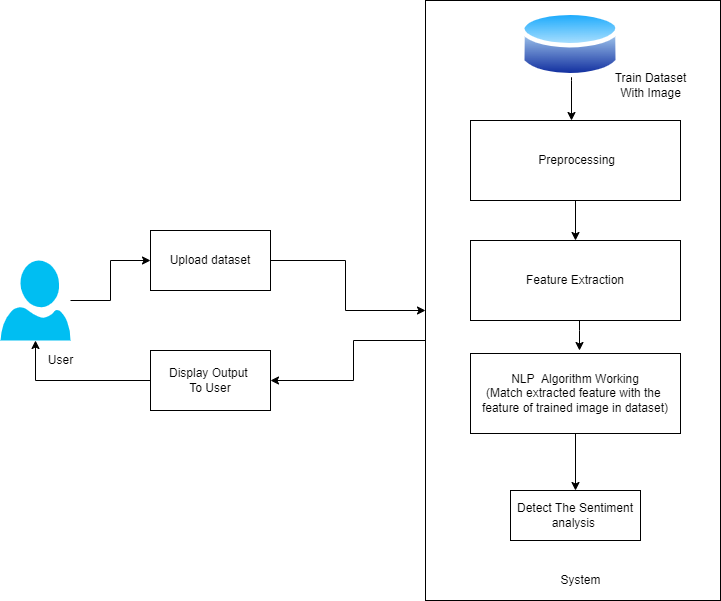 Train Dataset
With Image
Preprocessing
Feature Extraction
NLP  Algorithm Working
(Match extracted feature with the
feature of trained image in dataset)
Detect The Sentiment
analysis
System
Upload dataset
User
Display Output
To User